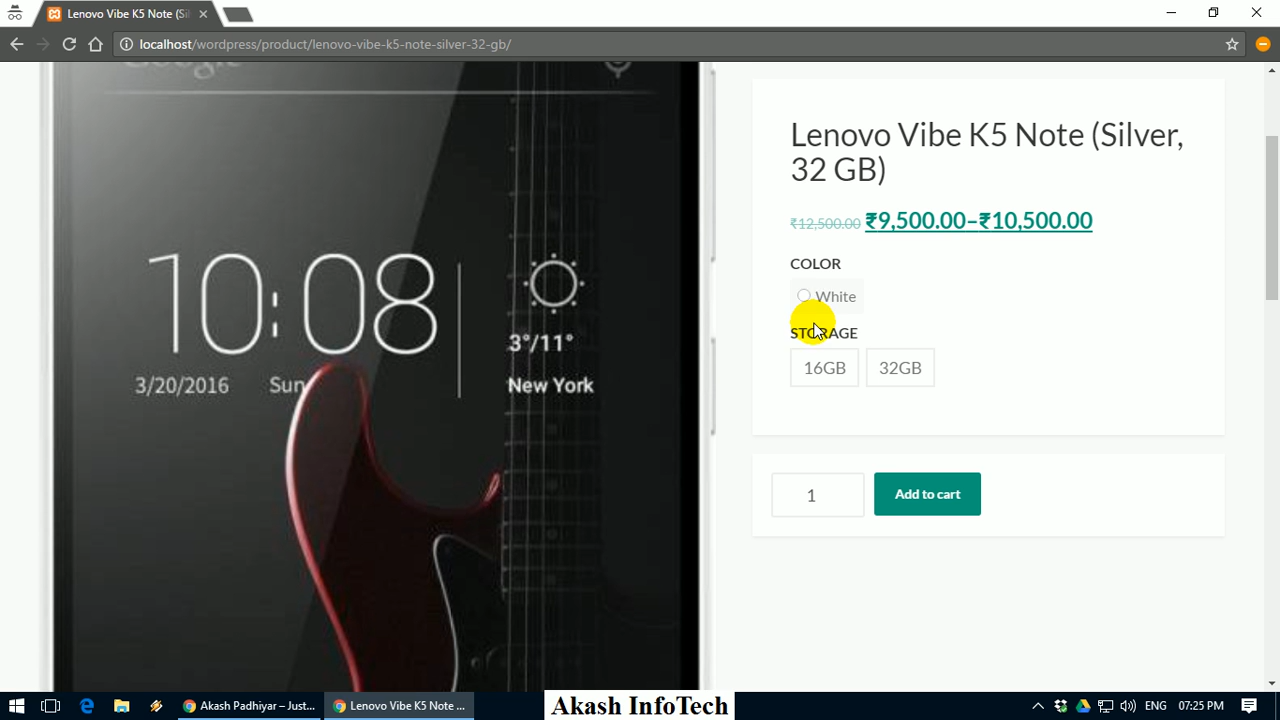 Lenovo Vibe K5 Note (Sil
localhost/wordpress/product/lenovo-vibe-k5-note-silver-32-gb/
Google
10:08
3/20/2016 Sun
3°/11°
New York
Lenovo Vibe K5 Note (Silver,
32 GB)
₹12,500.00 ₹9,500.00–₹10,500.00
COLOR
White
STORAGE
16GB 32GB
1 Add to cart
Akash Padhiyar – Just...
Lenovo Vibe K5 Note ...
Akash InfoTech
ENG 07:25 PM